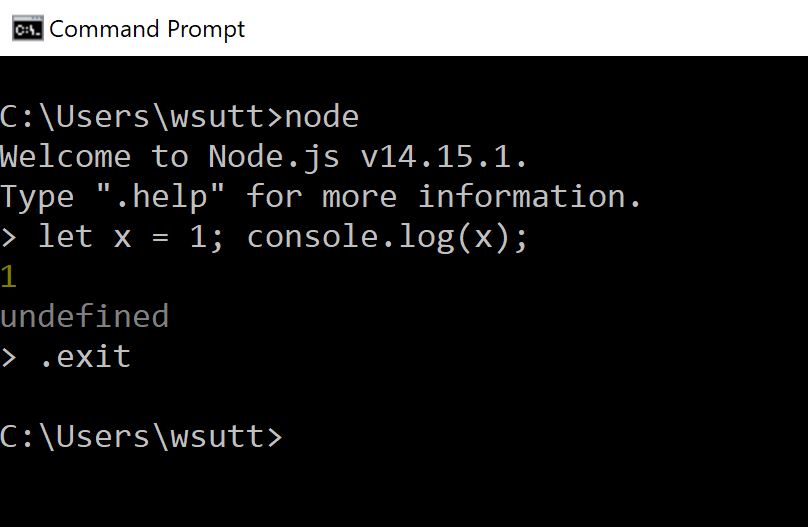 Command Prompt
C:\Users\wsutt>node
Welcome to Node.js v14.15.1.
Type ".help" for more information.
> let x = 1; console.log(x);
1
undefined
> .exit
C:\Users\wsutt>